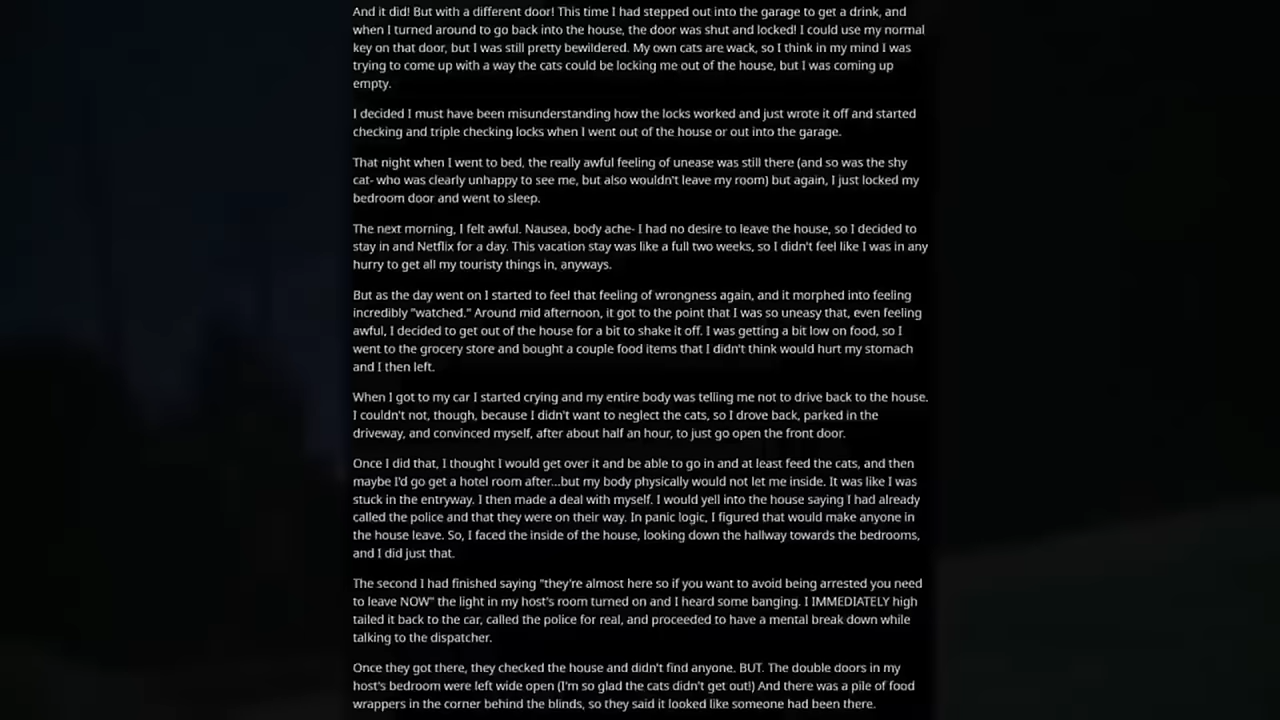 And it did! But with a different door! This time I had stepped out into the garage to get a drink, and
when I turned around to go back into the house, the door was shut and locked! I could use my normal
key on that door, but I was still pretty bewildered. My own cats are wack, so I think in my mind I was
trying to come up with a way the cats could be locking me out of the house, but I was coming up
empty.
I decided I must have been misunderstanding how the locks worked and just wrote it off and started
checking and triple checking locks when I went out of the house or out into the garage.
That night when I went to bed, the really awful feeling of unease was still there (and so was the shy
cat- who was clearly unhappy to see me, but also wouldn't leave my room) but again, I just locked my
bedroom door and went to sleep.
The next morning, I felt awful. Nausea, body ache- I had no desire to leave the house, so I decided to
stay in and Netflix for a day. This vacation stay was like a full two weeks, so I didn't feel like I was in any
hurry to get all my touristy things in, anyways.
But as the day went on I started to feel that feeling of wrongness again, and it morphed into feeling
incredibly "watched." Around mid afternoon, it got to the point that I was so uneasy that, even feeling
awful, I decided to get out of the house for a bit to shake it off. I was getting a bit low on food, so I
went to the grocery store and bought a couple food items that I didn't think would hurt my stomach
and I then left.
When I got to my car I started crying and my entire body was telling me not to drive back to the house.
I couldn't not, though, because I didn't want to neglect the cats, so I drove back, parked in the
driveway, and convinced myself, after about half an hour, to just go open the front door.
Once I did that, I thought I would get over it and be able to go in and at least feed the cats, and then
maybe I'd go get a hotel room after...but my body physically would not let me inside. It was like I was
stuck in the entryway. I then made a deal with myself. I would yell into the house saying I had already
called the police and that they were on their way. In panic logic, I figured that would make anyone in
the house leave. So, I faced the inside of the house, looking down the hallway towards the bedrooms,
and I did just that.
The second I had finished saying "they're almost here so if you want to avoid being arrested you need
to leave NOW" the light in my host's room turned on and I heard some banging. I IMMEDIATELY high
tailed it back to the car, called the police for real, and proceeded to have a mental break down while
talking to the dispatcher.
Once they got there, they checked the house and didn't find anyone. BUT. The double doors in my
host's bedroom were left wide open (I'm so glad the cats didn't get out!) And there was a pile of food
wrappers in the corner behind the blinds, so they said it looked like someone had been there.